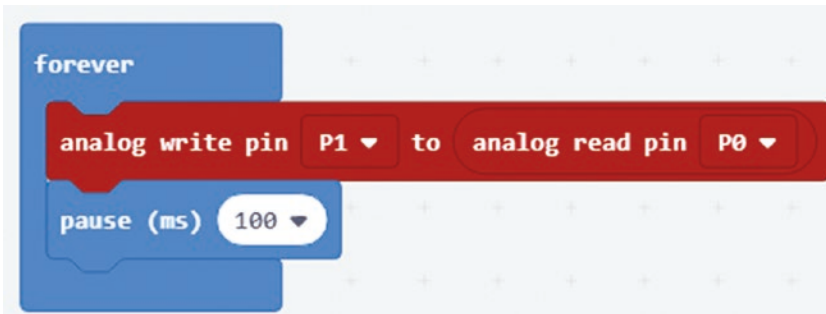 forever
analog write pin P1 to analog read pin P0
pause (ms) 100